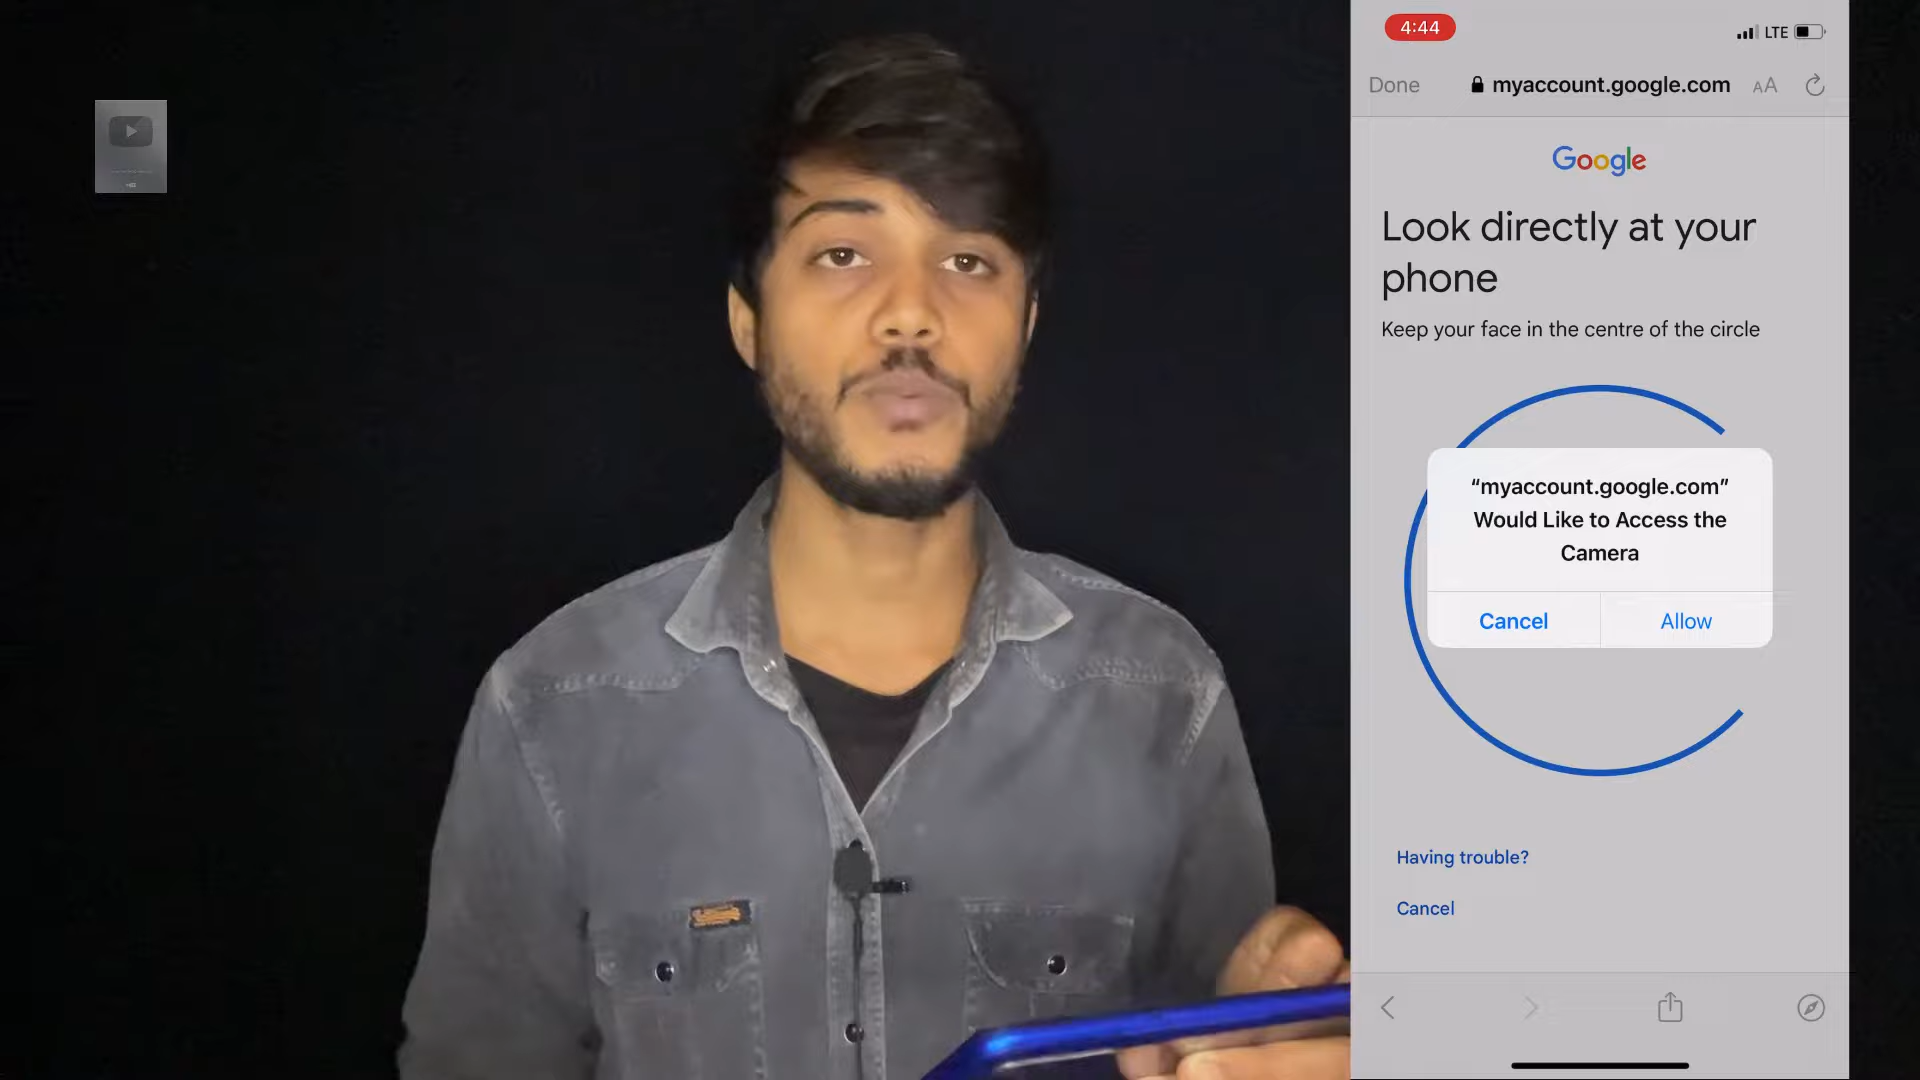 4:44
LTE
Done
myaccount.google.com
AA
Google
Look directly at your
phone
Keep your face in the centre of the circle
“myaccount.google.com”
Would Like to Access the
Camera
Cancel
Allow
Having trouble?
Cancel